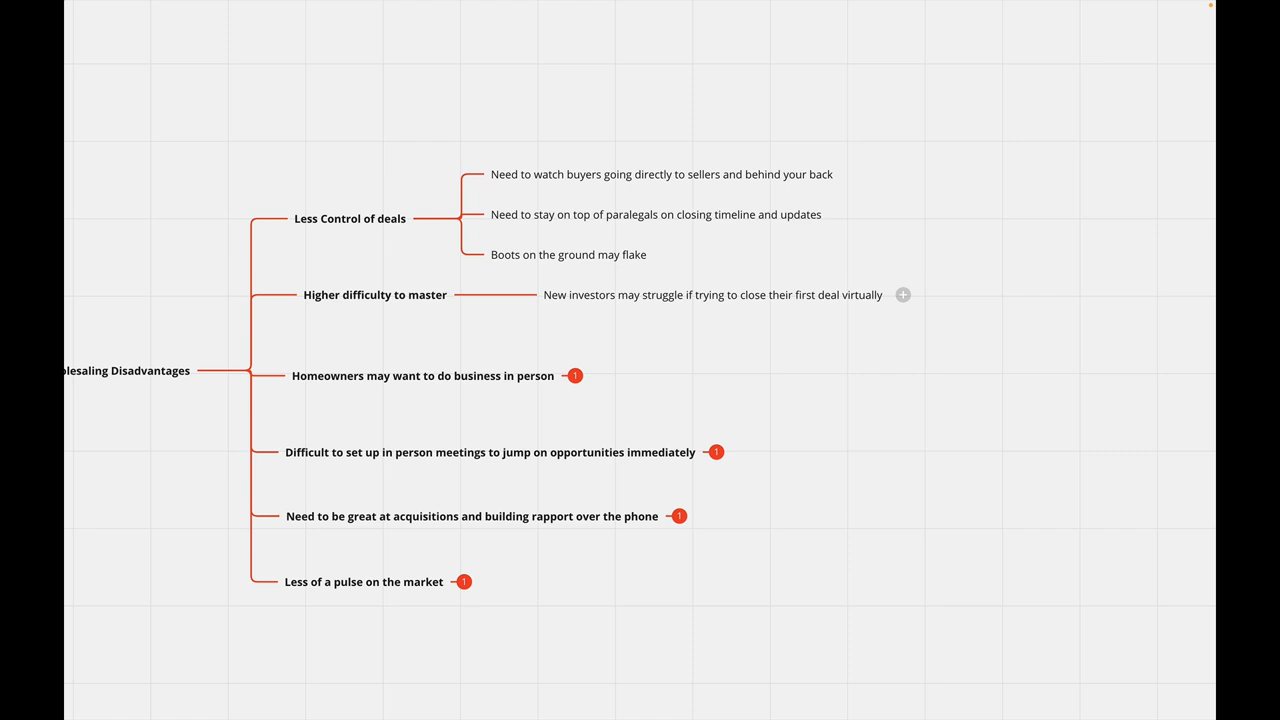 Need to watch buyers going directly to sellers and behind your back
Less Control of deals
Need to stay on top of paralegals on closing timeline and updates
Boots on the ground may flake
Higher difficulty to master
New investors may struggle if trying to close their first deal virtually
Disadvantages
Homeowners may want to do business in person
1
Difficult to set up in person meetings to jump on opportunities immediately
1
Need to be great at acquisitions and building rapport over the phone
1
Less of a pulse on the market
1